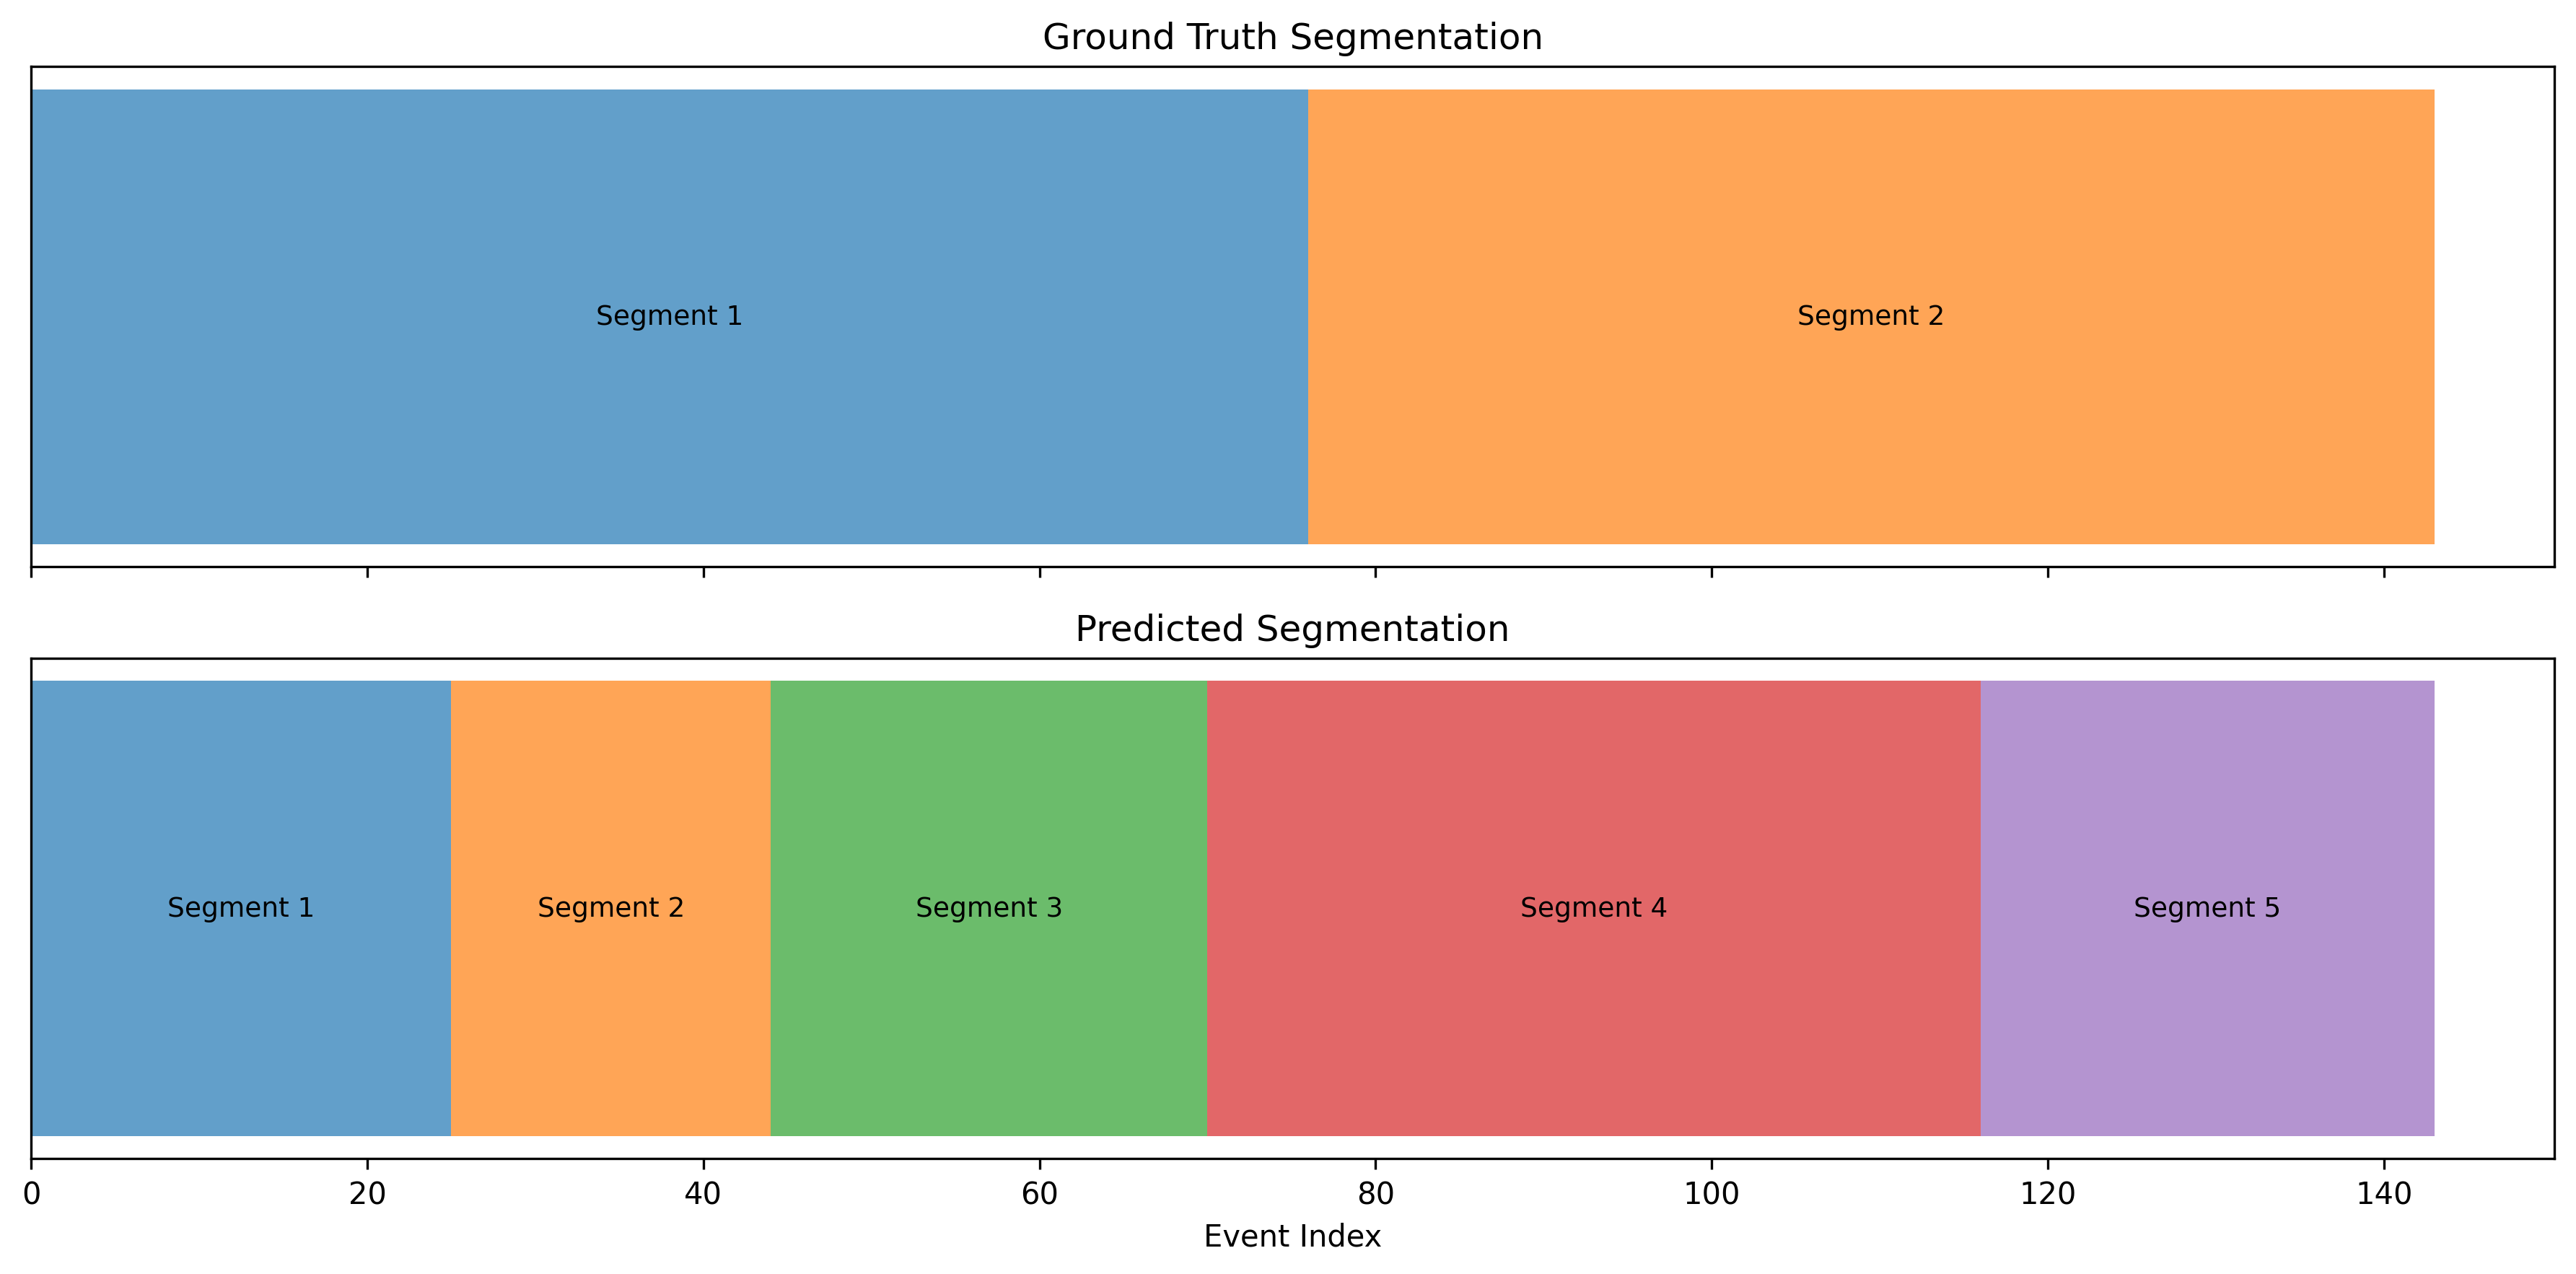 Ground Truth Segmentation
Segment 1 Segment 2
Predicted Segmentation
Segment 1 Segment 2 Segment 3 Segment 4 Segment 5
0 20 40 60 80 100 120 140
Event Index